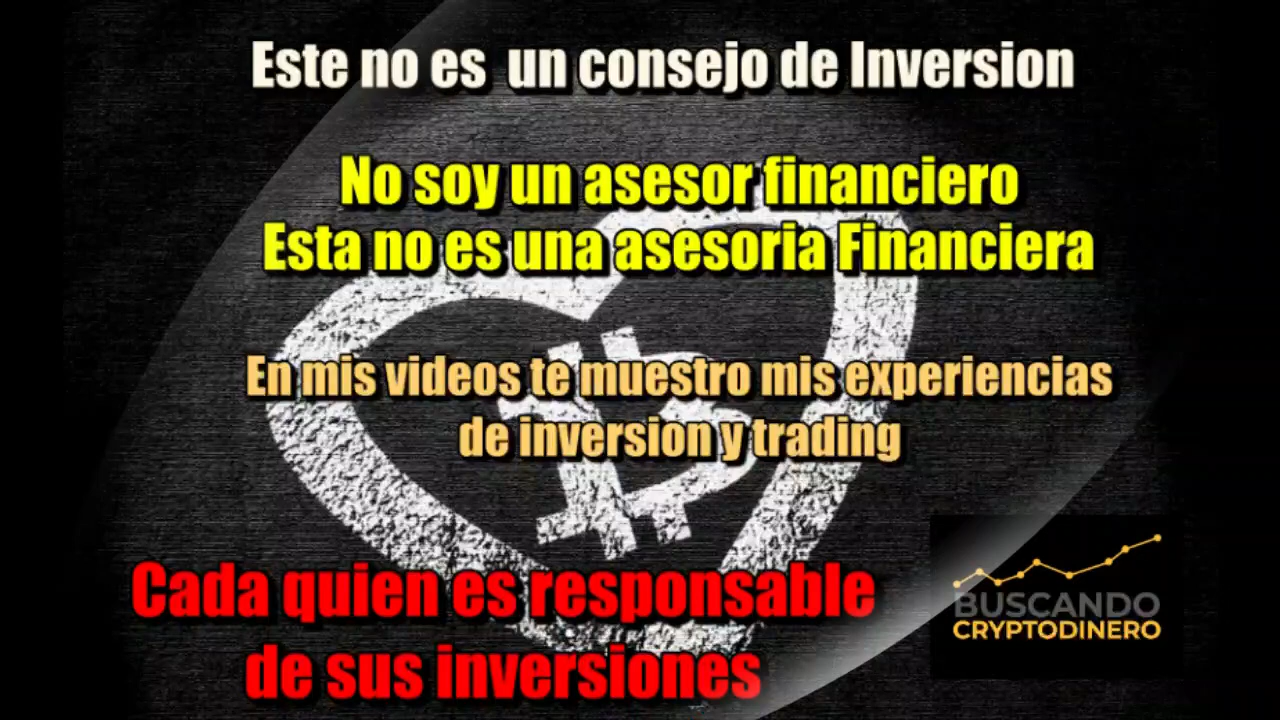 Este no es un consejo de Inversion
No soy un asesor financiero
Esta no es una asesoria Financiera
En mis videos te muestro mis experiencias
de inversion y trading
Cada quien es responsable
de sus inversiones
BUSCANDO
CRYPTODINERO